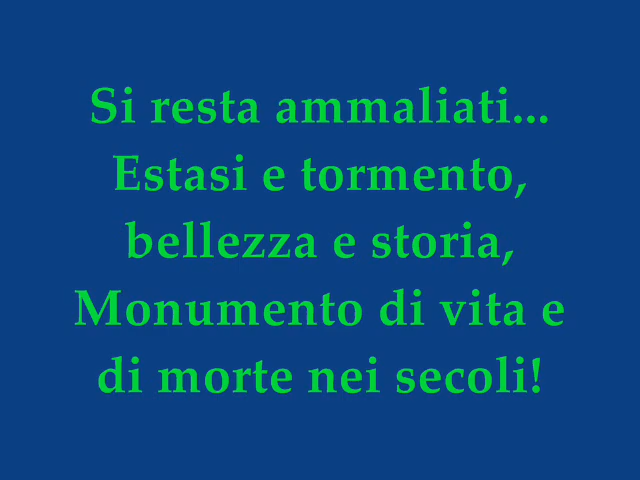 Si resta ammaliati...
Estasi e tormento,
bellezza e storia,
Monumento di vita e
di morte nei secoli!